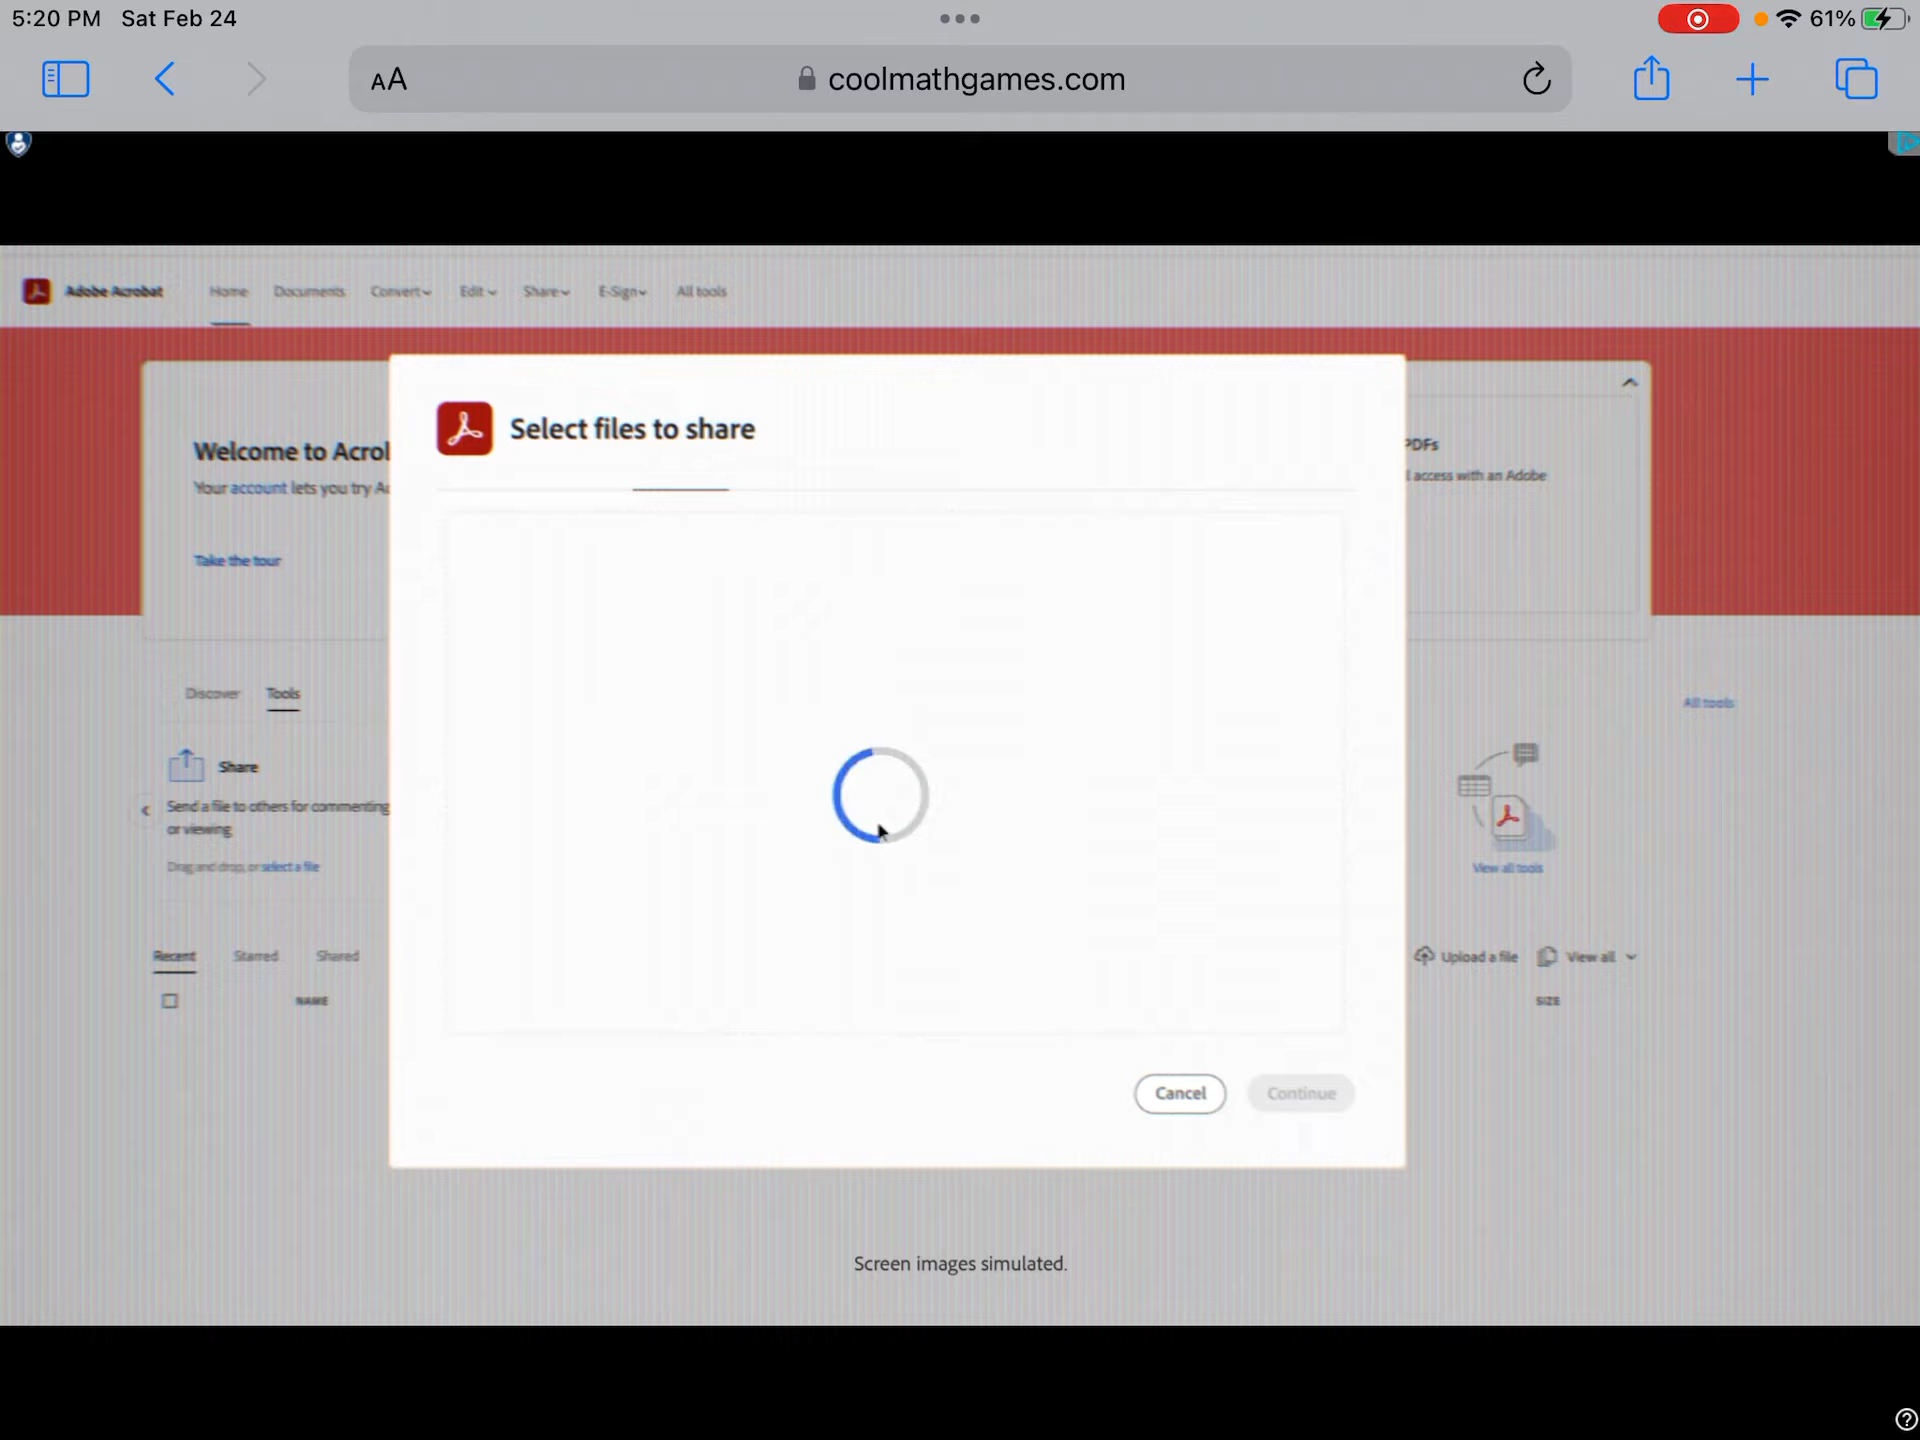 5:20 PM Sat Feb 24
61%
AA
coolmathgames.com
Adobe Acrobat Home Documents Convert Edit Share E-Sign All tools
Select files to share
Welcome to Acrol
Your account lets you try Ac
Take the tour
PDFs
l access with an Adobe
Discover Tools
All tools
Share
Send a file to others for commenting
or viewing
Drag and drop, or select a file
View all tools
Recent Starred Shared
Upload a file View all
NAME
SIZE
Cancel Continue
Screen images simulated.